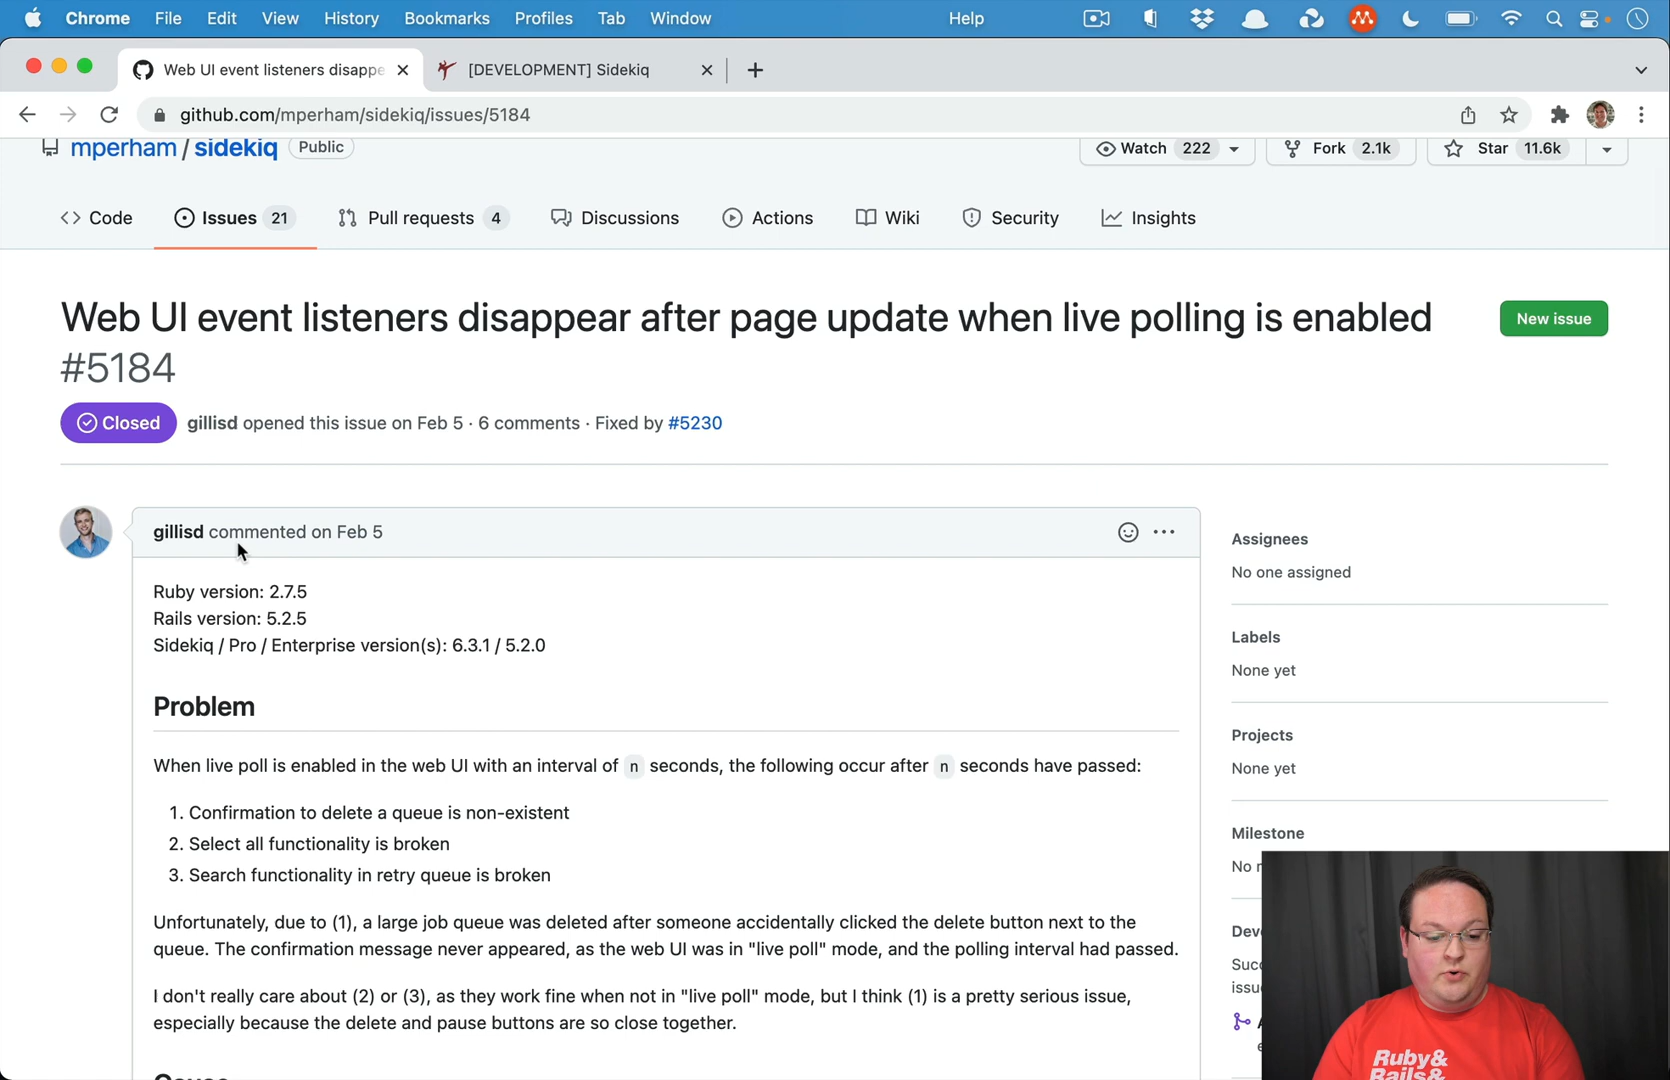 Chrome File Edit View History Bookmarks Profiles Tab Window Help
Web UI event listeners disappe
[DEVELOPMENT] Sidekiq
github.com/mperham/sidekiq/issues/5184
mperham / sidekiq Public
Watch 222 Fork 2.1k Star 11.6k
Code Issues 21 Pull requests 4 Discussions Actions Wiki Security Insights
Web UI event listeners disappear after page update when live polling is enabled
#5184
New issue
Closed gillisd opened this issue on Feb 5 · 6 comments · Fixed by #5230
gillisd commented on Feb 5
Ruby version: 2.7.5
Rails version: 5.2.5
Sidekiq / Pro / Enterprise version(s): 6.3.1 / 5.2.0
Problem
When live poll is enabled in the web UI with an interval of n seconds, the following occur after n seconds have passed:
1. Confirmation to delete a queue is non-existent
2. Select all functionality is broken
3. Search functionality in retry queue is broken
Unfortunately, due to (1), a large job queue was deleted after someone accidentally clicked the delete button next to the
queue. The confirmation message never appeared, as the web UI was in "live poll" mode, and the polling interval had passed.
I don't really care about (2) or (3), as they work fine when not in "live poll" mode, but I think (1) is a pretty serious issue,
especially because the delete and pause buttons are so close together.
Assignees
No one assigned
Labels
None yet
Projects
None yet
Milestone
No
Deve
Succ
issu
Ruby&
Rails&